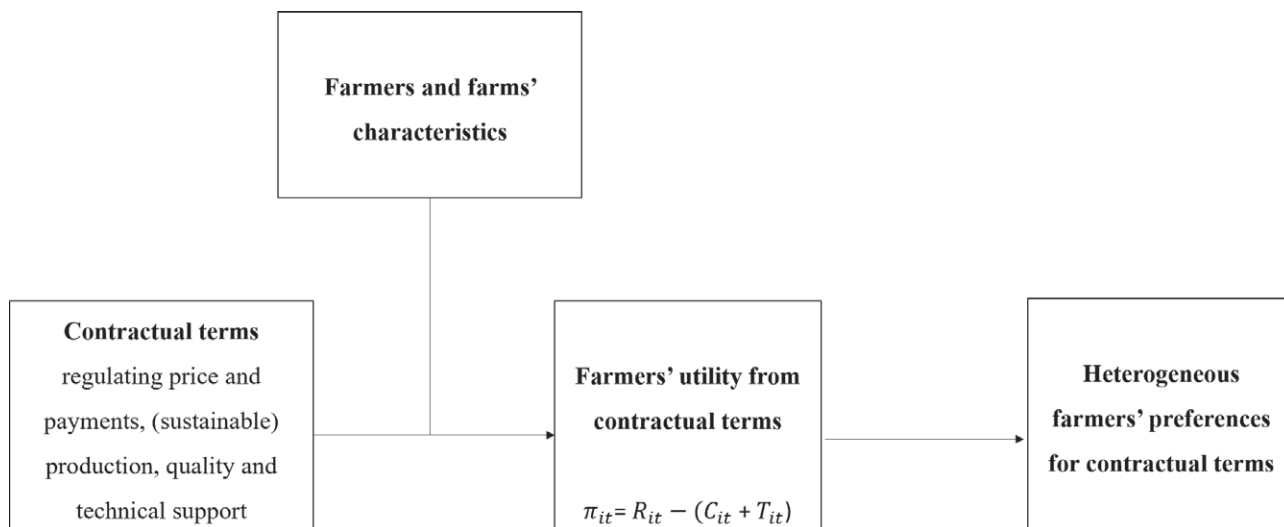 Farmers and farms’
characteristics
Contractual terms
regulating price and
payments, (sustainable)
production, quality and
technical support
Farmers’ utility from
contractual terms
π_it= R_it − (C_it + T_it)
Heterogeneous
farmers’ preferences
for contractual terms